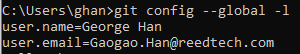 C:\Users\ghan>git config --global -l
user.name=George Han
user.email=Gaogao.Han@reedtech.com